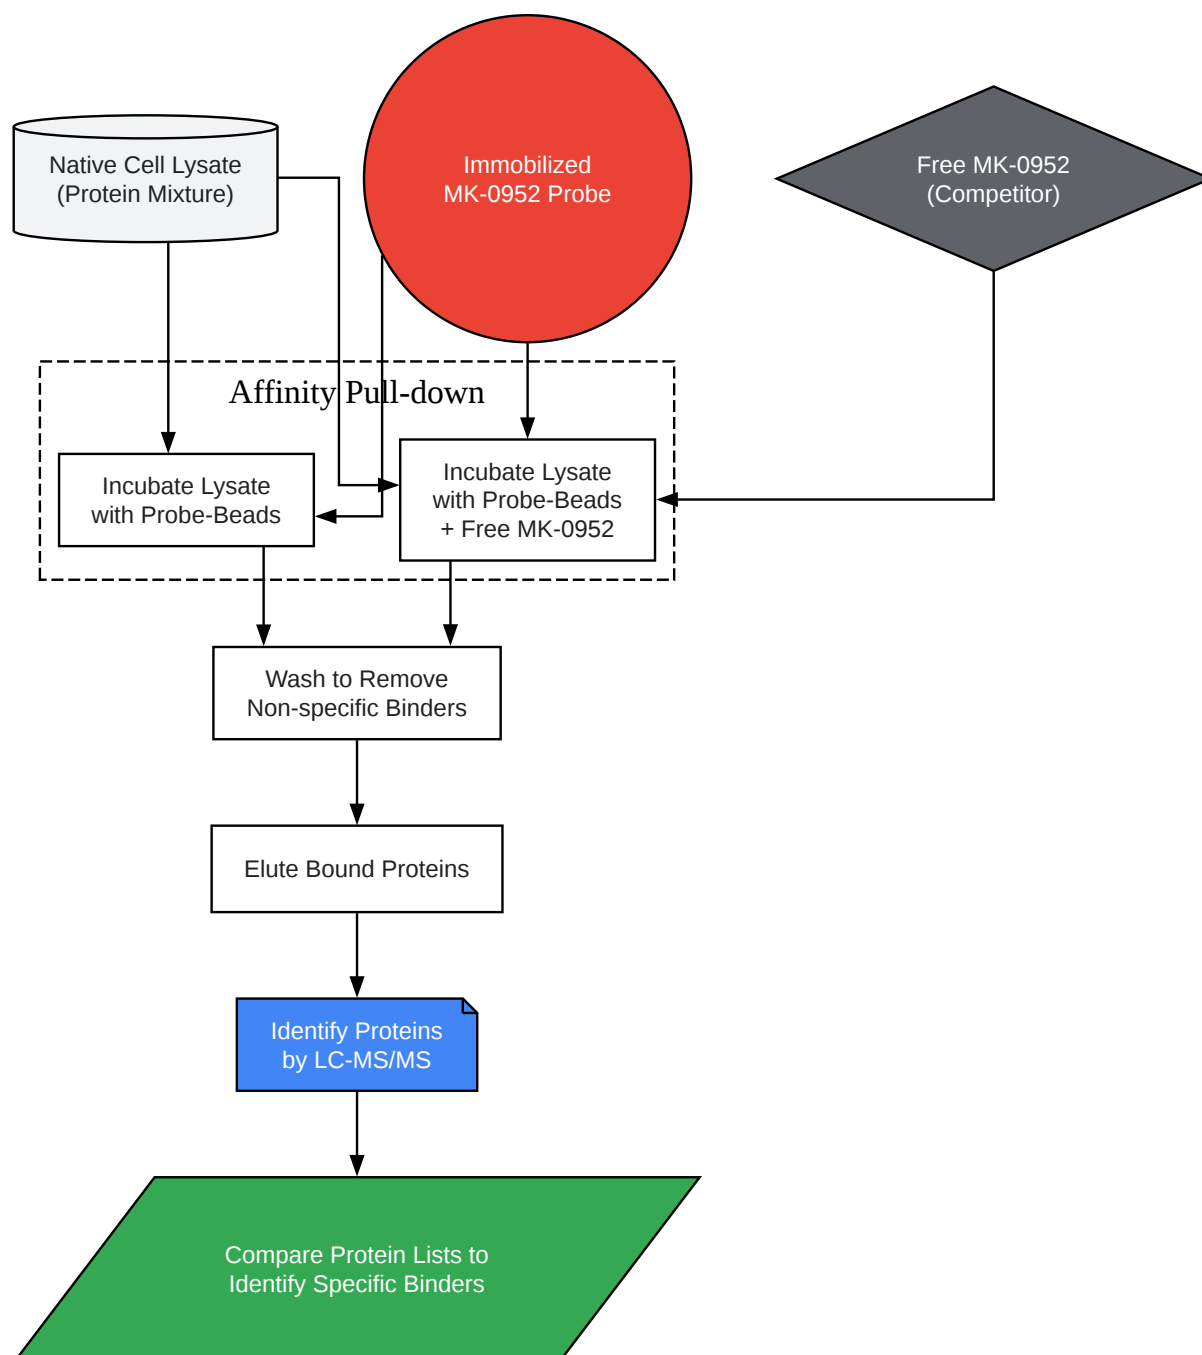 Native Cell Lysate
(Protein Mixture)
Immobilized
MK-0952 Probe
Free MK-0952
(Competitor)
Affinity Pull-down
Incubate Lysate
with Probe-Beads
Incubate Lysate
with Probe-Beads
+ Free MK-0952
Wash to Remove
Non-specific Binders
Elute Bound Proteins
Identify Proteins
by LC-MS/MS
Compare Protein Lists to
Identify Specific Binders